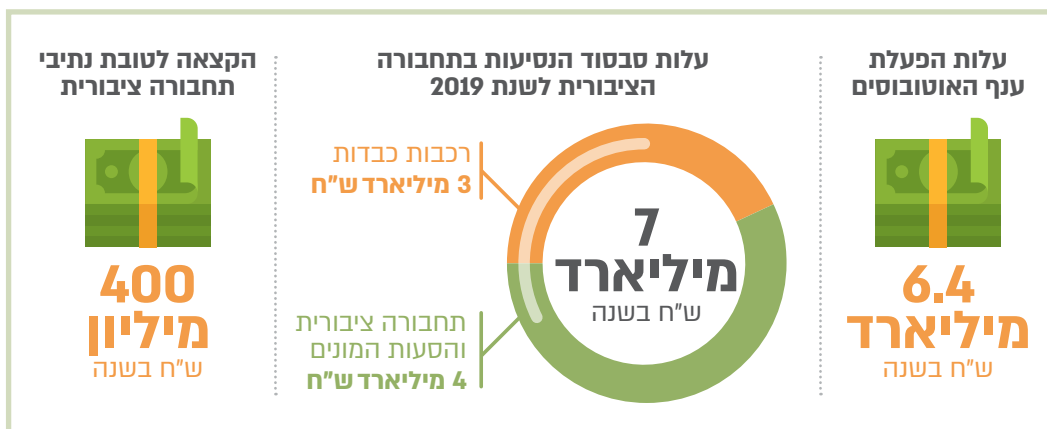 עלות הפעלת
ענף האוטובוסים
6.4
מיליארד
ש"ח בשנה
עלות סבסוד הנסיעות בתחבורה
הציבורית לשנת 2019
רכבות כבדות
3 מיליארד ש"ח
7
מיליארד
ש"ח בשנה
תחבורה ציבורית
והסעות המונים
4 מיליארד ש"ח
הקצאה לטובת נתיבי
תחבורה ציבורית
400
מיליון
ש"ח בשנה